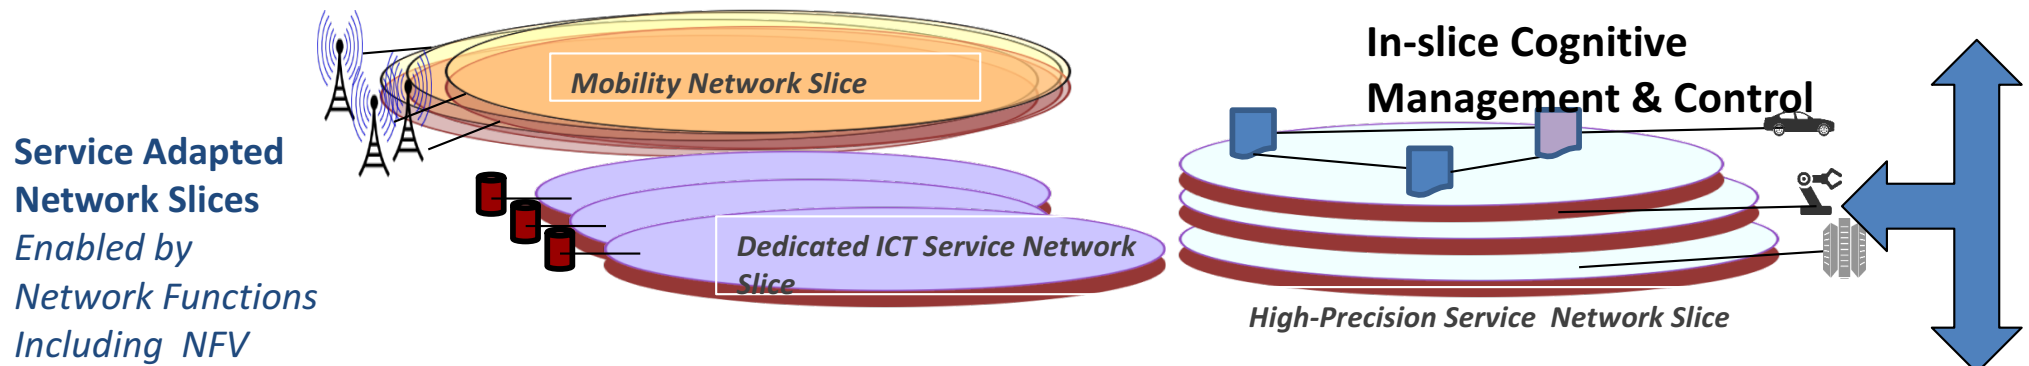 Service Adapted
Network Slices
Enabled by
Network Functions
Including NFV
Mobility Network Slice
Dedicated ICT Service Network
Slice
In-slice Cognitive
Management & Control
High-Precision Service Network Slice